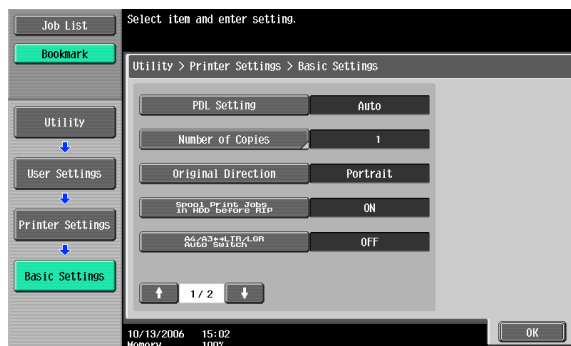 Job List
Bookmark
Utility
User Settings
Printer Settings
Basic Settings
Select item and enter setting.
Utility > Printer Settings > Basic Settings
PDL Setting
Auto
Number of Copies
1
Original Direction
Portrait
Spool Print Jobs
in HDD before RIP
ON
A4/A3↔LTR/LGR
Auto Switch
OFF
1/ 2
10/13/2006 15:02
Memory 100%
OK